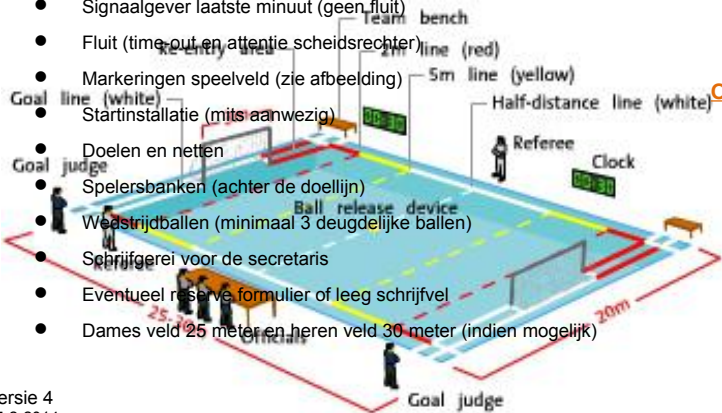 Signaalgever laatste minuut (geen fluit)
Team bench
Fluit (time-out en attentie scheidsrechter)
Re-entry area
2m line (red)
Markeringen speelveld (zie afbeelding)
5m line (yellow)
Goal line (white)
Half-distance line (white)
Startinstallatie (mits aanwezig)
Doelen en netten
Referee
Goal judge
Clock
Spelersbanken (achter de doellijn)
Ball release device
Wedstrijdballen (minimaal 3 deugdelijke ballen)
Referee
Schrijfgerei voor de secretaris
Eventueel reserve formulier of leeg schrijfvel
20m
Dames veld 25 meter en heren veld 30 meter (indien mogelijk)
Officials
ersie 4
Goal judge